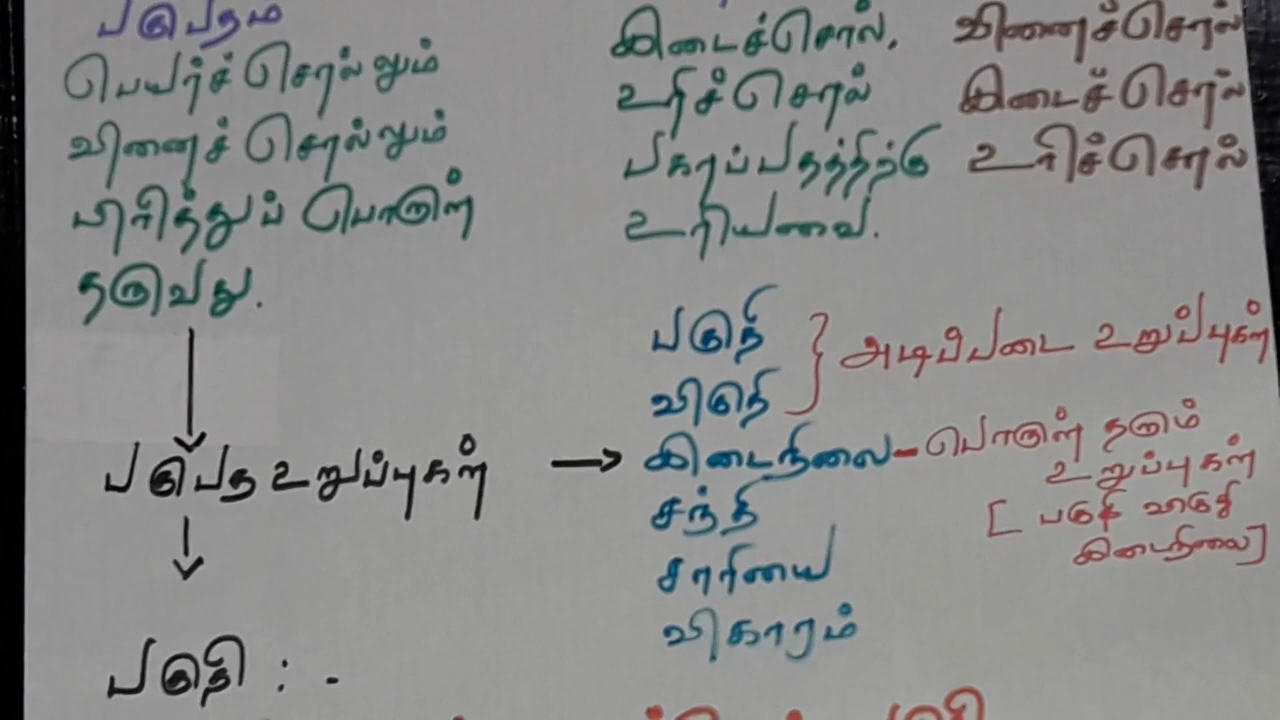 பகுபதம்
பெயர்ச் சொல்லும்
வினைச் சொல்லும்
பிரித்துப் பொருள்
தருவது.
இடைச்சொல்,
உரிச் சொல்
பகாப்பதத்திற்கு
உரியவை.
வினைச்சொல்
இடைச் சொல்
உரிச்சொல்
பகுபத உறுப்புகள் →
பகுதி
விகுதி } அடிப்படை உறுப்புகள்
இடைநிலை - பொருள் தரும்
உறுப்புகள்
[ பகுதி விகுதி
இடைநிலை]
சந்தி
சாரியை
விகாரம்
பகுதி : -